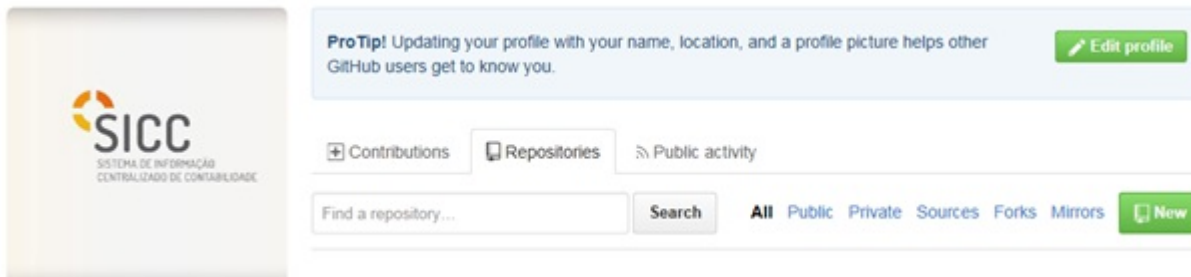 SICC
SISTEMA DE INFORMAÇÃO
CENTRALIZADO DE CONTABILIDADE
ProTip! Updating your profile with your name, location, and a profile picture helps other
GitHub users get to know you.
Edit profile
Contributions
Repositories
Public activity
Find a repository...
Search
All Public Private Sources Forks Mirrors
New